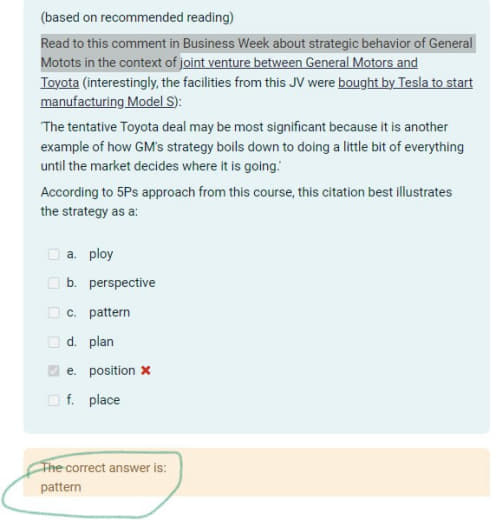 (based on recommended reading)
Read to this comment in Business Week about strategic behavior of General
Motots in the context of joint venture between General Motors and
Toyota (interestingly, the facilities from this JV were bought by Tesla to start
manufacturing Model S):
'The tentative Toyota deal may be most significant because it is another
example of how GM's strategy boils down to doing a little bit of everything
until the market decides where it is going.'
According to 5Ps approach from this course, this citation best illustrates
the strategy as a:
a. ploy
b. perspective
c. pattern
d. plan
e. position
f. place
The correct answer is:
pattern